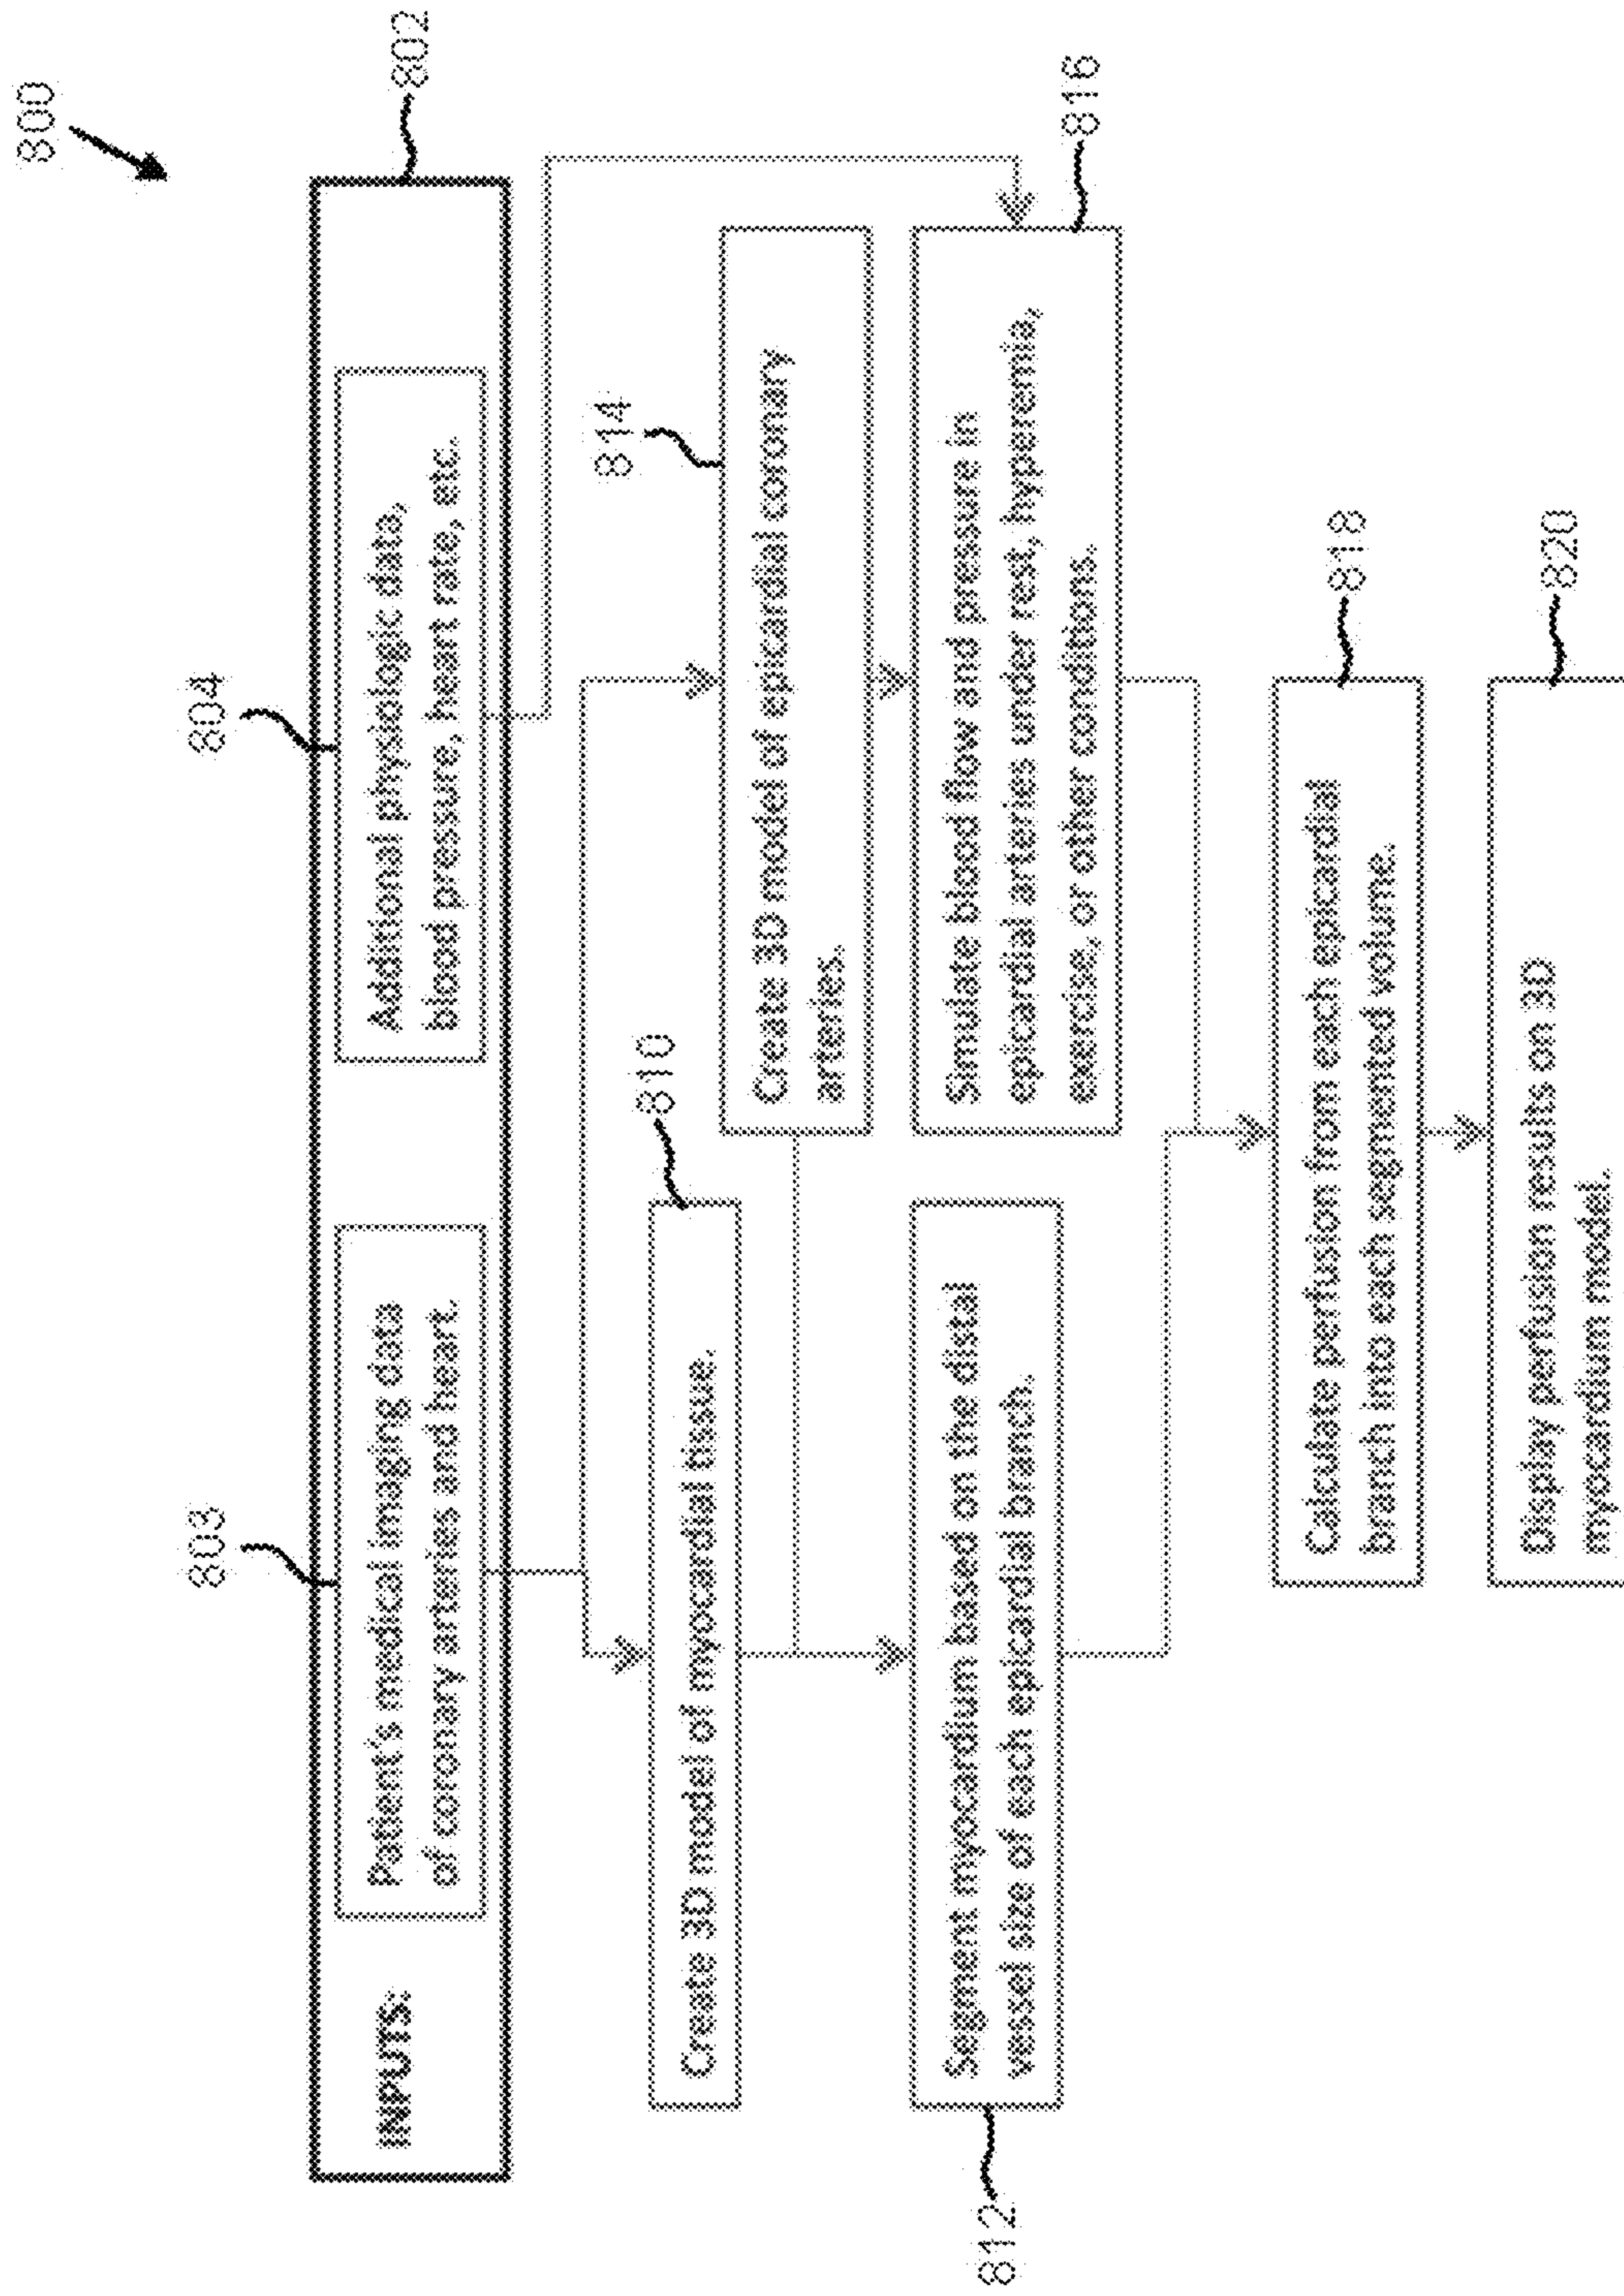 800
802
803
804
INPUTS:
Patient's medical imaging data
of coronary arteries and heart.
Additional physiologic data,
blood pressure, heart rate, etc.
810
Create 3D model of myocardial tissue.
814
Create 3D model of epicardial coronary
arteries.
812
Segment myocardium based on the distal
vessel size of each epicardial branch.
816
Simulate blood flow and pressure in
epicardial arteries under rest, hyperemia,
exercise, or other conditions.
818
Calculate perfusion from each epicardial
branch into each segmented volume.
820
Display perfusion results on 3D
myocardium model.